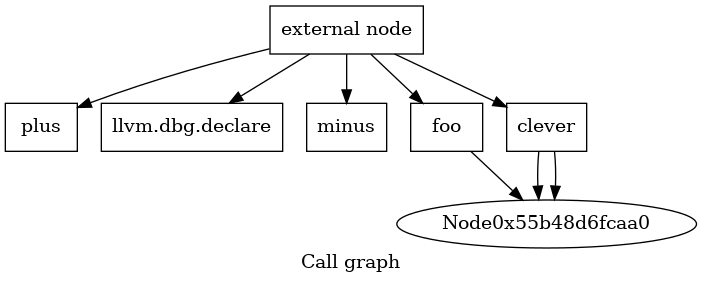 external node
plus
llvm.dbg.declare
minus
foo
clever
Node0x55b48d6fcaa0
Call graph